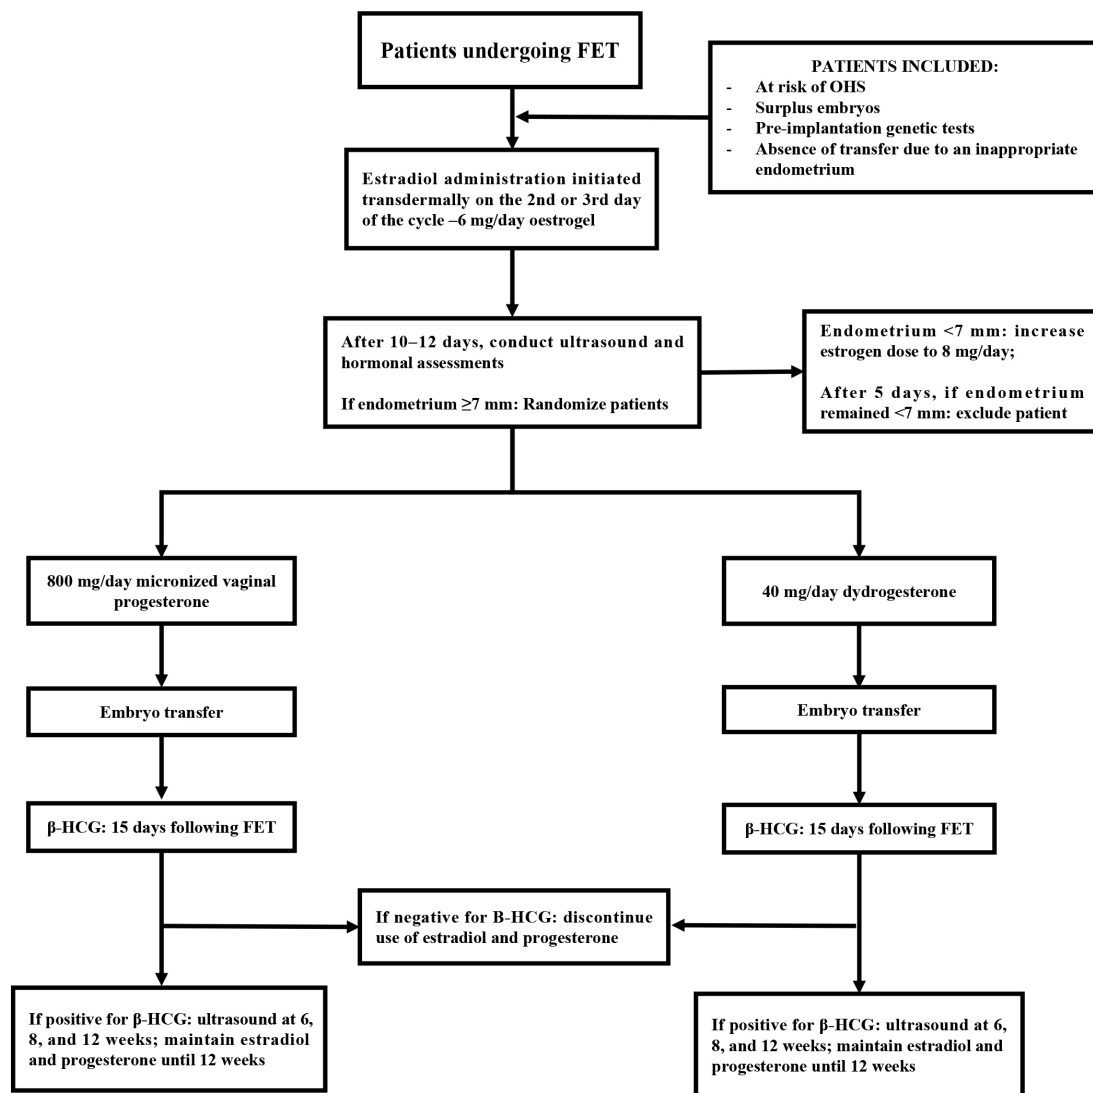 Patients undergoing FET
PATIENTS INCLUDED:
- At risk of OHS
- Surplus embryos
- Pre-implantation genetic tests
- Absence of transfer due to an inappropriate
endometrium
Estradiol administration initiated
transdermally on the 2nd or 3rd day
of the cycle –6 mg/day oestrogel
After 10–12 days, conduct ultrasound and
hormonal assessments
If endometrium ≥7 mm: Randomize patients
Endometrium <7 mm: increase
estrogen dose to 8 mg/day;
After 5 days, if endometrium
remained <7 mm: exclude patient
800 mg/day micronized vaginal
progesterone
40 mg/day dydrogesterone
Embryo transfer
Embryo transfer
β-HCG: 15 days following FET
β-HCG: 15 days following FET
If negative for B-HCG: discontinue
use of estradiol and progesterone
If positive for β-HCG: ultrasound at 6,
8, and 12 weeks; maintain estradiol
and progesterone until 12 weeks
If positive for β-HCG: ultrasound at 6,
8, and 12 weeks; maintain estradiol and
progesterone until 12 weeks